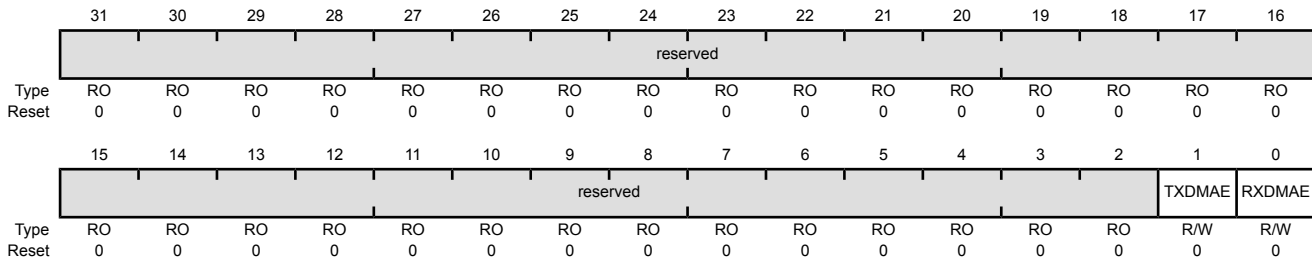 31 30 29 28 27 26 25 24 23 22 21 20 19 18 17 16
reserved
Type RO RO RO RO RO RO RO RO RO RO RO RO RO RO RO RO
Reset 0 0 0 0 0 0 0 0 0 0 0 0 0 0 0 0
15 14 13 12 11 10 9 8 7 6 5 4 3 2 1 0
reserved TXDMAE RXDMAE
Type RO RO RO RO RO RO RO RO RO RO RO RO RO RO R/W R/W
Reset 0 0 0 0 0 0 0 0 0 0 0 0 0 0 0 0